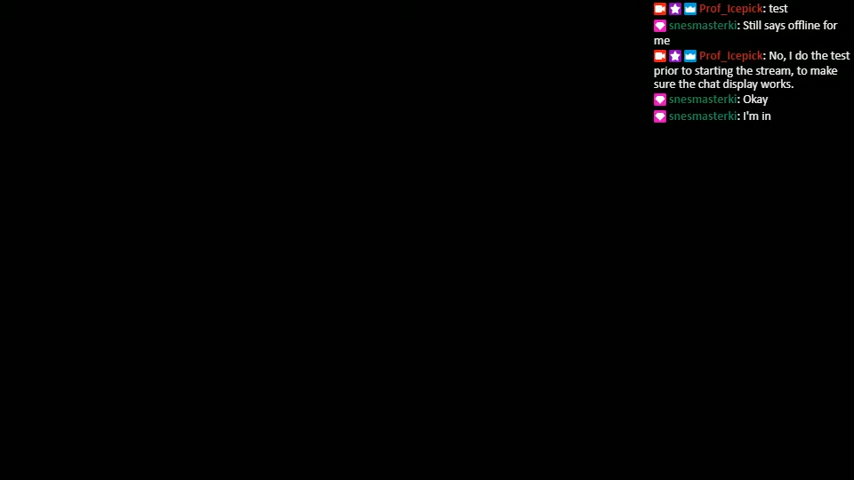 Prof_Icepick: test
snesmasterki: Still says offline for
me
Prof_Icepick: No, I do the test
prior to starting the stream, to make
sure the chat display works.
snesmasterki: Okay
snesmasterki: I'm in